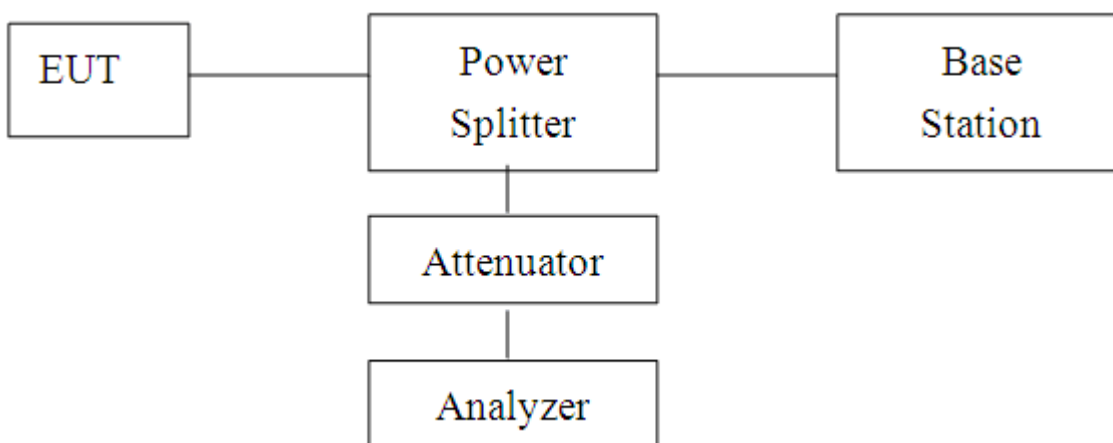 EUT
Power
Splitter
Base
Station
Attenuator
Analyzer